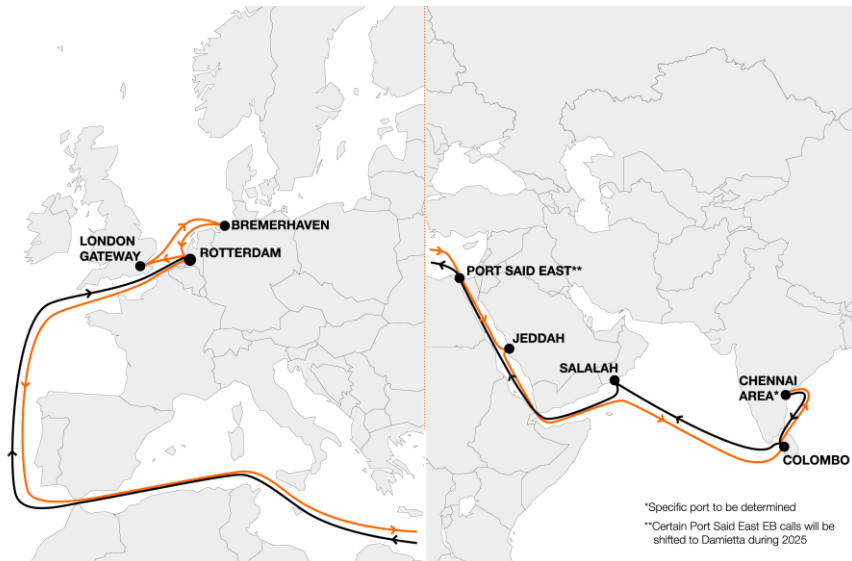 BREMERHAVEN
LONDON
GATEWAY
ROTTERDAM
PORT SAID EAST**
JEDDAH
SALALAH
CHENNAI
AREA*
COLOMBO
*Specific port to be determined
**Certain Port Said East EB calls will be
shifted to Damietta during 2025